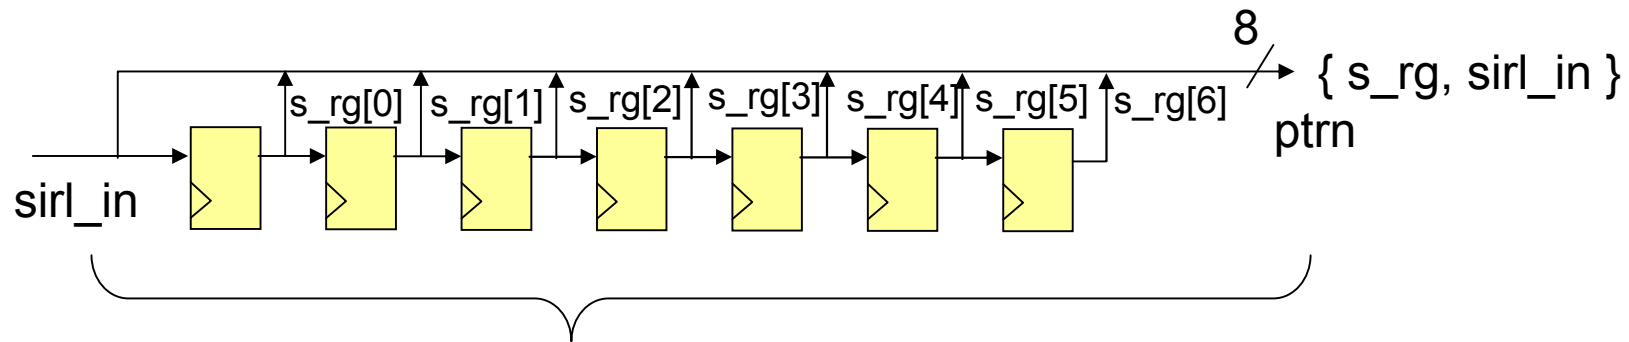 8
{ s_rg, sirl_in }
s_rg[0] s_rg[1] s_rg[2] s_rg[3] s_rg[4] s_rg[5] s_rg[6]
ptrn
sirl_in